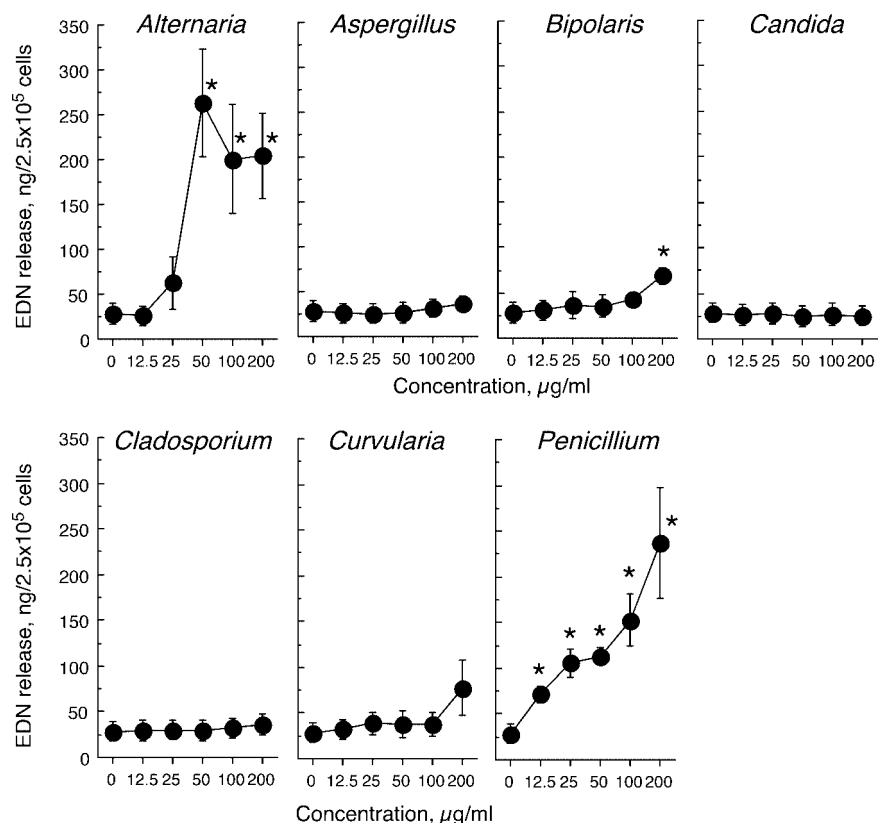 Alternaria Aspergillus Bipolaris Candida
EDN release, ng/2.5x10⁵ cells
350
300
250
200
150
100
50
0
* * *
*
0 12.5 25 50 100 200 0 12.5 25 50 100 200 0 12.5 25 50 100 200 0 12.5 25 50 100 200
Concentration, µg/ml
Cladosporium Curvularia Penicillium
EDN release, ng/2.5x10⁵ cells
350
300
250
200
150
100
50
0
* * * * *
0 12.5 25 50 100 200 0 12.5 25 50 100 200 0 12.5 25 50 100 200
Concentration, µg/ml